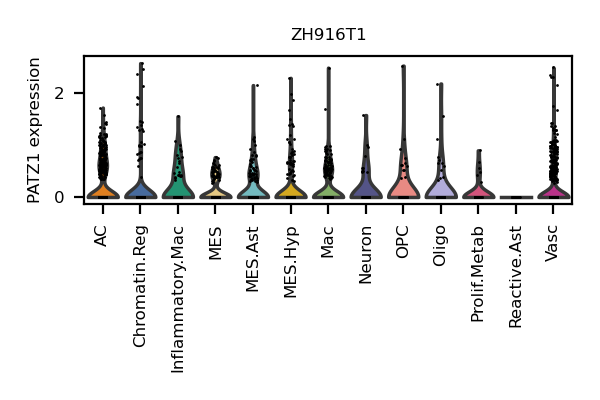 ZH916T1
PATZ1 expression
2
0
AC
Chromatin.Reg
Inflammatory.Mac
MES
MES.Ast
MES.Hyp
Mac
Neuron
OPC
Oligo
Prolif.Metab
Reactive.Ast
Vasc